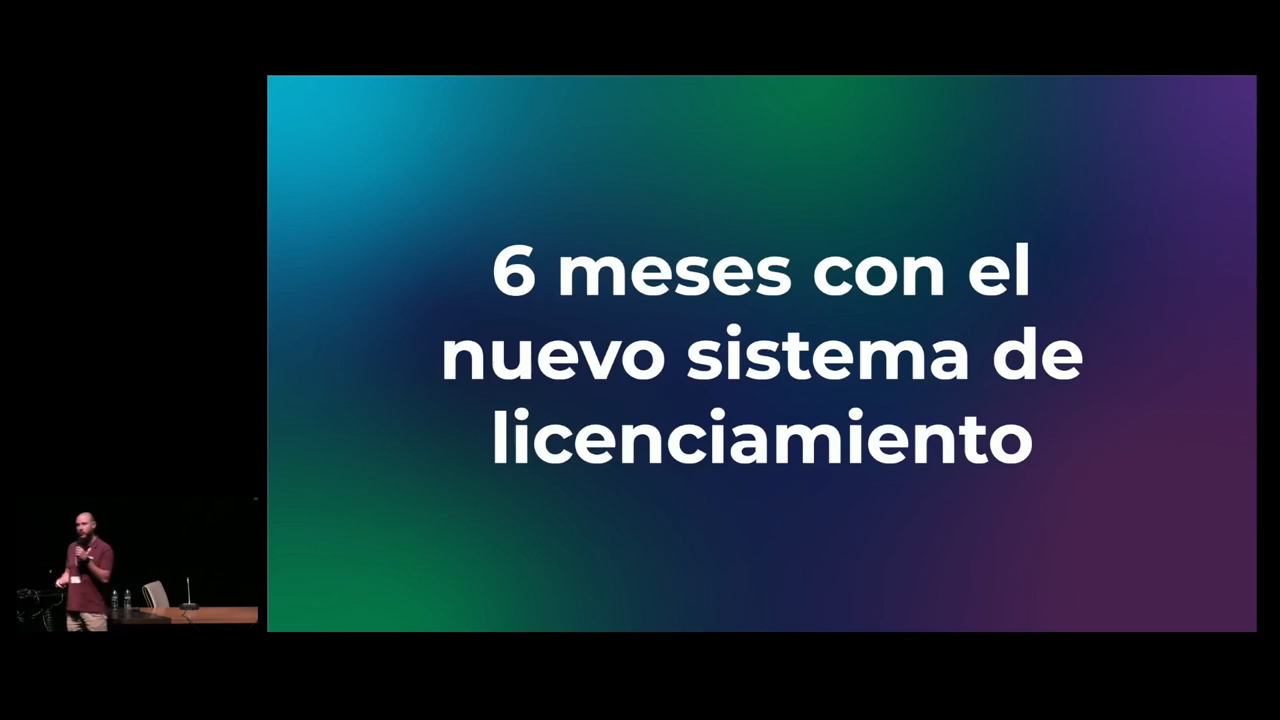 6 meses con el
nuevo sistema de
licenciamiento